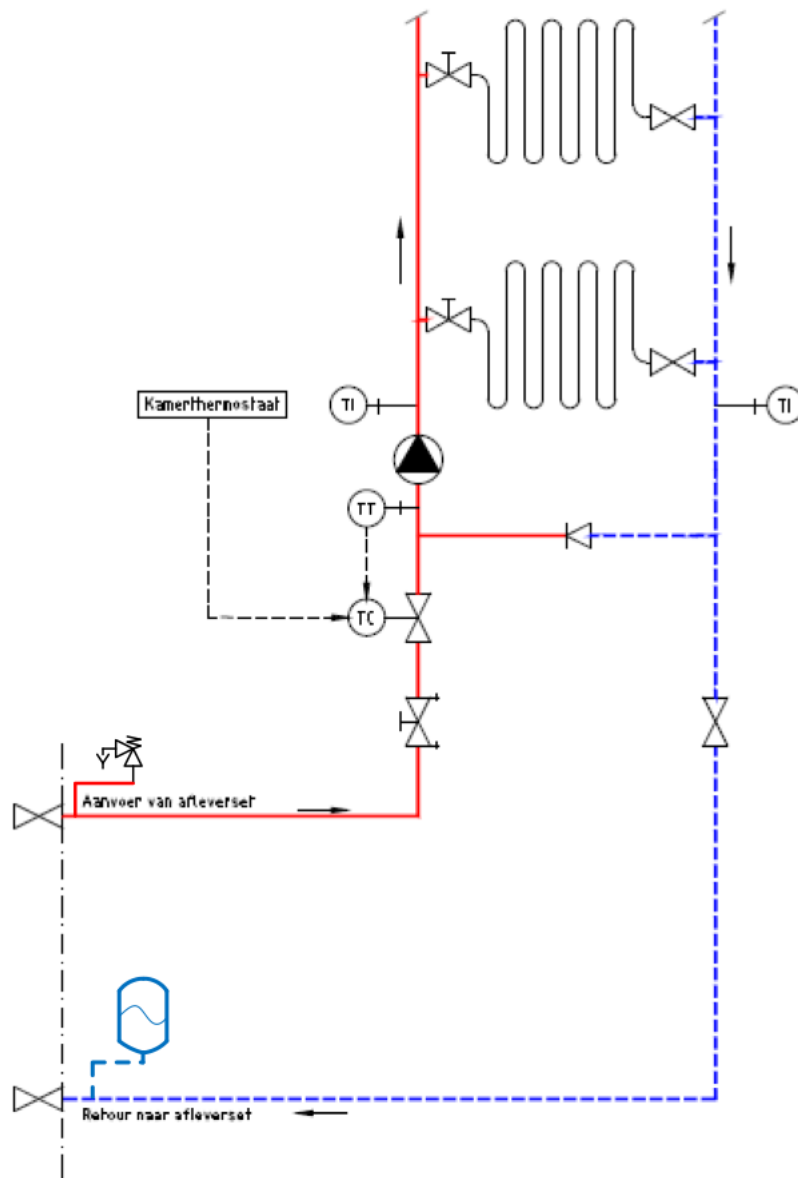 Kamerthermostaat
TI
TI
TT
TC
Aanvoer van afleverset
Retour naar afleverset